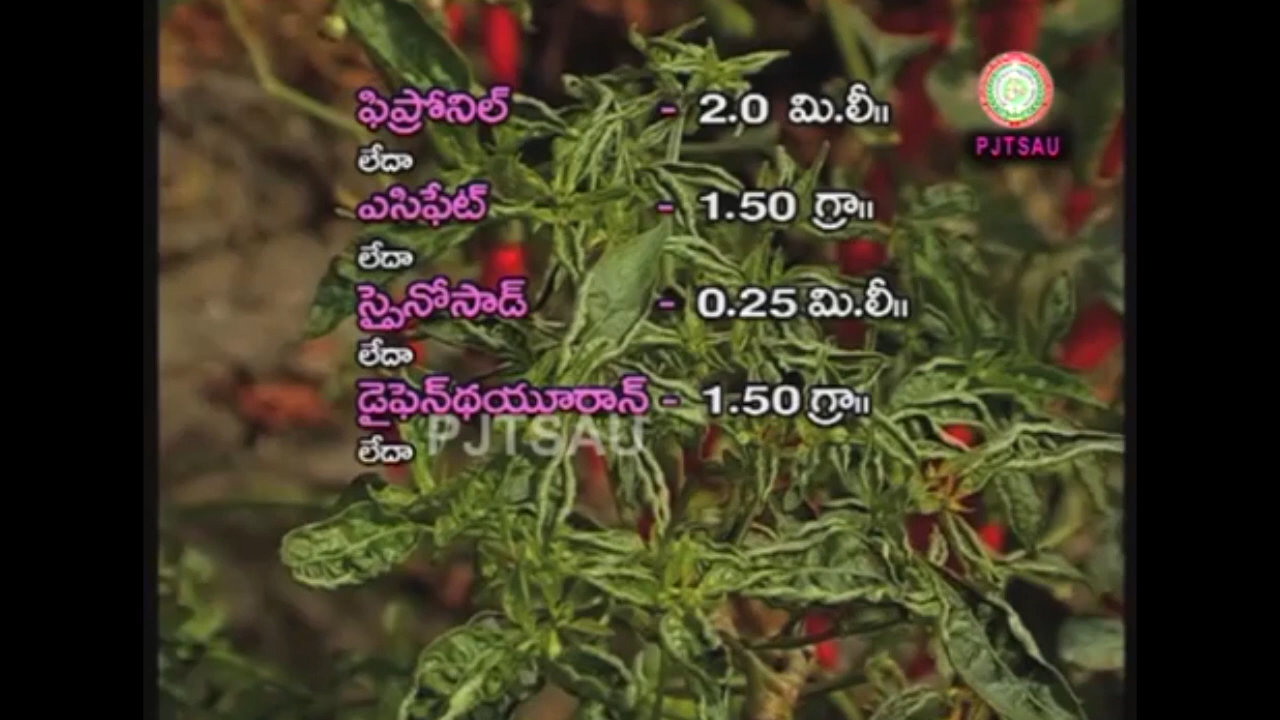 ఫిప్రోనిల్ - 2.0 మి.లీ॥
లేదా
ఎసిఫేట్ - 1.50 గ్రా॥
లేదా
స్పైనోసాడ్ - 0.25 మి.లీ॥
లేదా
డైఫెన్‌థయూరాన్ - 1.50 గ్రా॥
లేదా
PJTSAU
PJTSAU